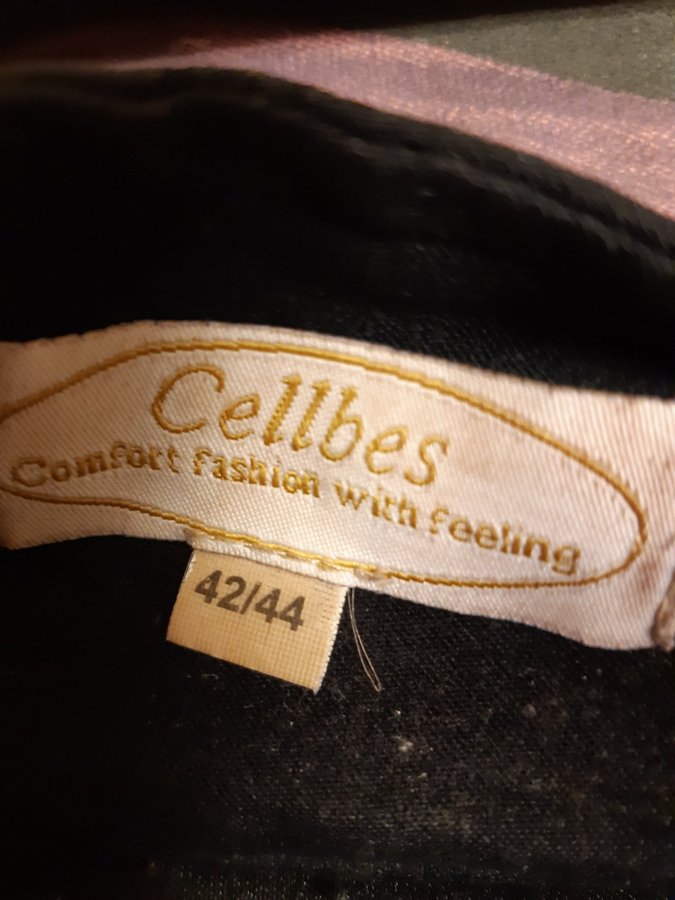 Cellbes
Comfort fashion with feeling
42/44